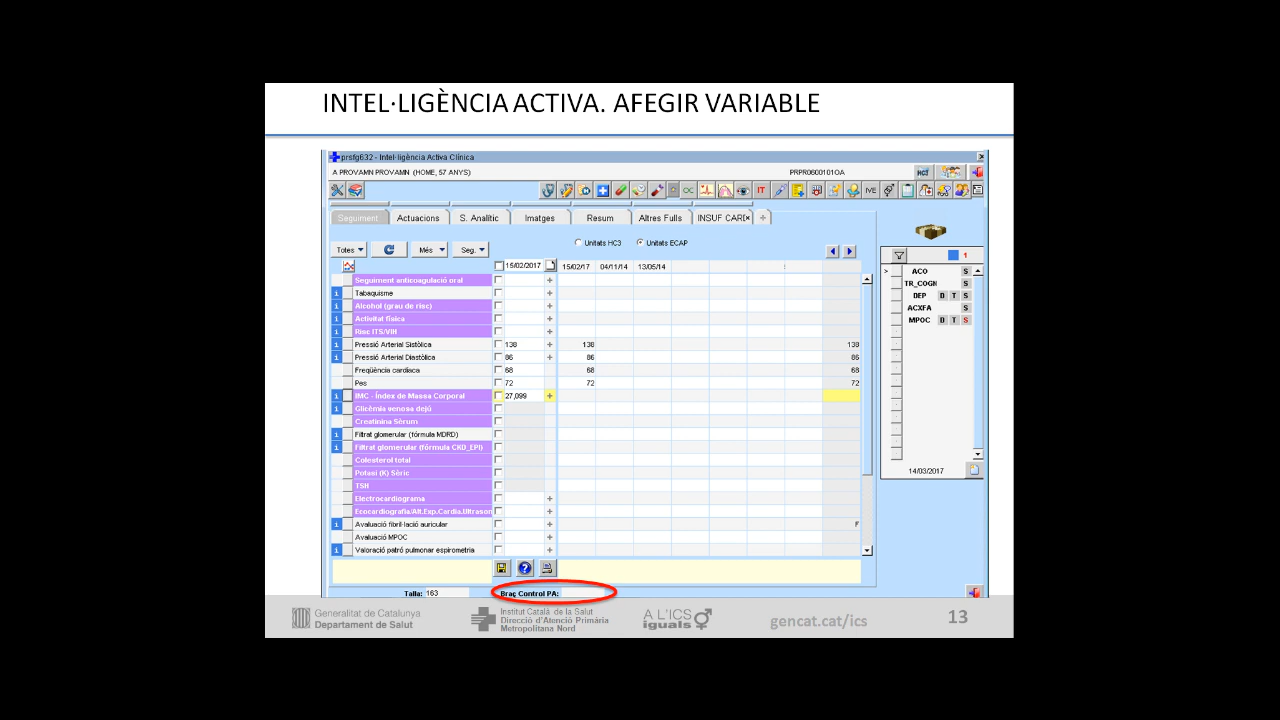 INTEL·LIGÈNCIA ACTIVA. AFEGIR VARIABLE
prsfg632 - Intel·ligència Activa Clínica
A PROVAMN PROVAMN (HOME, 57 ANYS) PRPR0600101OA
HC3
IT IVE
Seguiment Actuacions S. Analític Imatges Resum Altres Fulls INSUF CARD
Unitats HC3 Unitats ECAP
Totes Més Seg.
15/02/2017 15/02/17 04/11/14 13/05/14
Seguiment anticoagulació oral
Tabaquisme
Alcohol (grau de risc)
Activitat física
Risc ITS/VIH
Pressió Arterial Sistòlica 138 138 138
Pressió Arterial Diastòlica 86 86 86
Freqüència cardíaca 68 68 68
Pes 72 72 72
IMC - Índex de Massa Corporal 27,099
Glicèmia venosa dejú
Creatinina Sèrum
Filtrat glomerular (fórmula MDRD)
Filtrat glomerular (fórmula CKD_EPI)
Colesterol total
Potasi (K) Sèric
TSH
Electrocardiograma
Ecocardiografia/Alt.Exp.Cardia.Ultrason
Avaluació fibril·lació auricular F
Avaluació MPOC
Valoració patró pulmonar espirometria
1
ACO S
TR_COGN S
DEP D T S
ACXFA S
MPOC D T S
14/03/2017
Talla: 163 Braç Control PA:
Generalitat de Catalunya
Departament de Salut
Institut Català de la Salut
Direcció d'Atenció Primària
Metropolitana Nord
A L'ICS
iguals
gencat.cat/ics
13